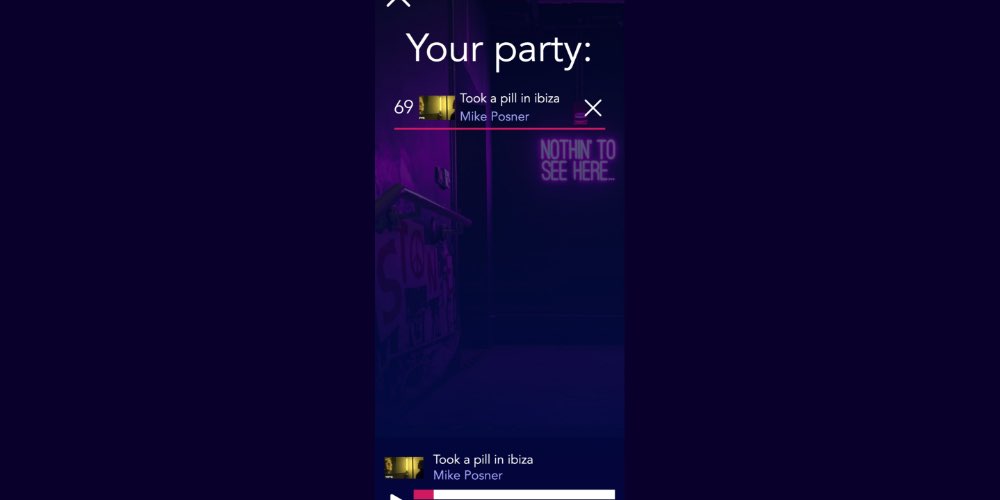 Your party:
69
Took a pill in ibiza
Mike Posner
NOTHIN' TO
SEE HERE...
Took a pill in ibiza
Mike Posner